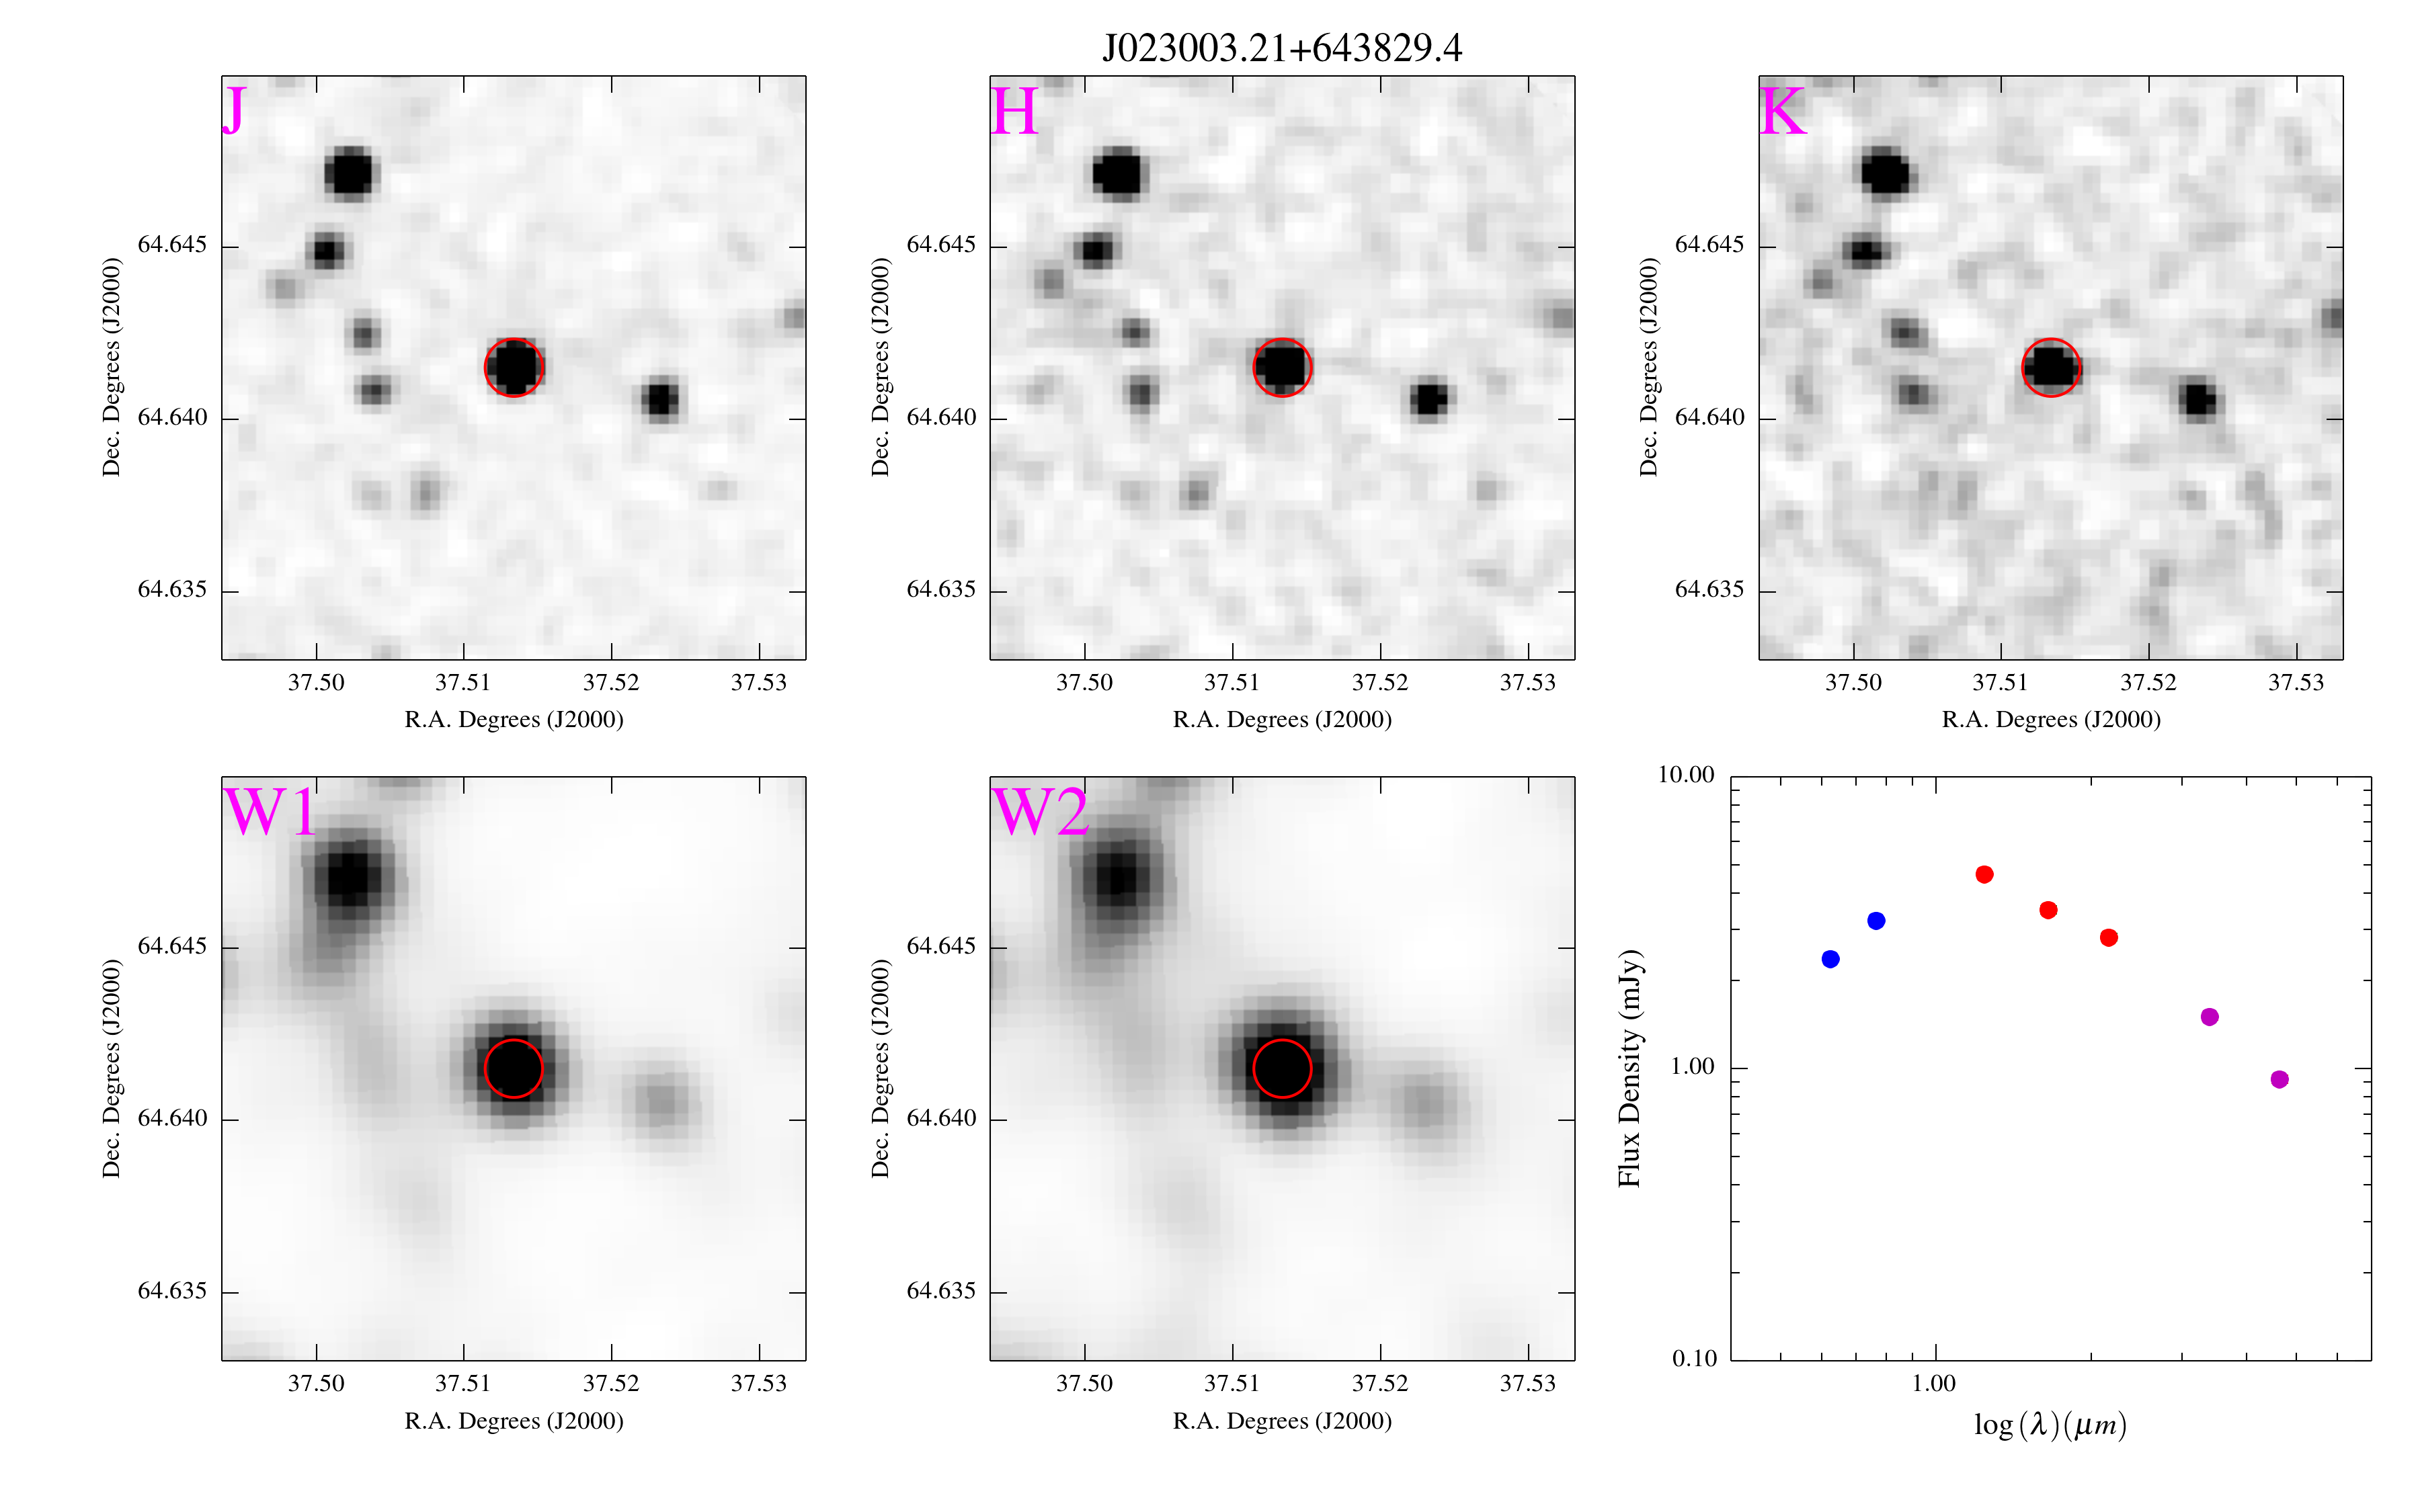 J023003.21+643829.4
J
H
K
64.645
64.640
64.635
Dec. Degrees (J2000)
37.50 37.51 37.52 37.53
R.A. Degrees (J2000)
64.645
64.640
64.635
Dec. Degrees (J2000)
37.50 37.51 37.52 37.53
R.A. Degrees (J2000)
64.645
64.640
64.635
Dec. Degrees (J2000)
37.50 37.51 37.52 37.53
R.A. Degrees (J2000)
W1
64.645
64.640
64.635
Dec. Degrees (J2000)
37.50 37.51 37.52 37.53
R.A. Degrees (J2000)
W2
64.645
64.640
64.635
Dec. Degrees (J2000)
37.50 37.51 37.52 37.53
R.A. Degrees (J2000)
10.00
1.00
0.10
Flux Density (mJy)
1.00
log(λ)(μm)